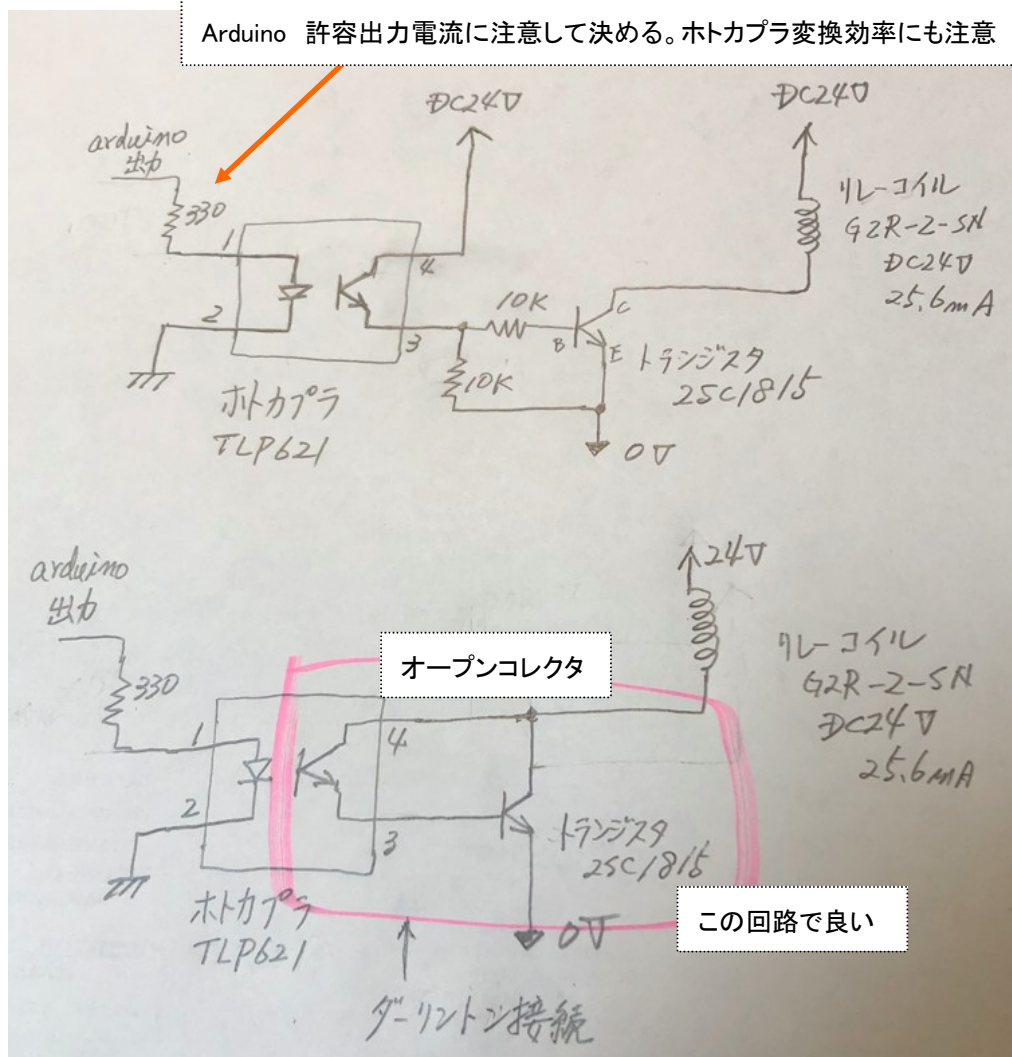 Arduino 許容出力電流に注意して決める。ホトカプラ変換効率にも注意
DC24V
DC24V
arduino
出力
330
1
2
4
3
ホトカプラ
TLP621
10K
10K
B
C
E
トランジスタ
2SC1815
0V
リレーコイル
G2R-2-SN
DC24V
25.6mA
24V
arduino
出力
330
オープンコレクタ
1
2
4
3
ホトカプラ
TLP621
トランジスタ
2SC1815
0V
リレーコイル
G2R-2-SN
DC24V
25.6mA
この回路で良い
ダーリントン接続